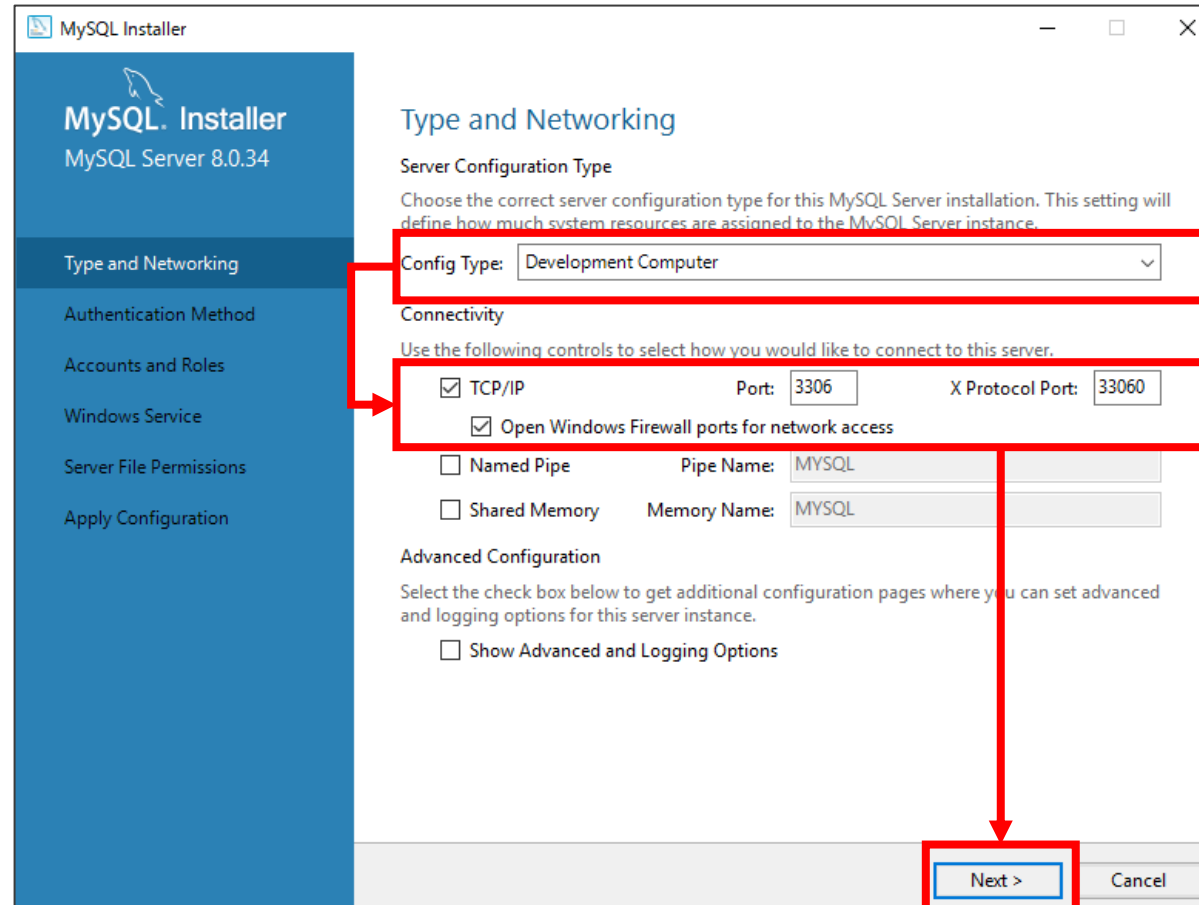 MySQL Installer
MySQL. Installer
MySQL Server 8.0.34
Type and Networking
Authentication Method
Accounts and Roles
Windows Service
Server File Permissions
Apply Configuration
Type and Networking
Server Configuration Type
Choose the correct server configuration type for this MySQL Server installation. This setting will
define how much system resources are assigned to the MySQL Server instance.
Config Type: Development Computer
Connectivity
Use the following controls to select how you would like to connect to this server.
TCP/IP Port: 3306 X Protocol Port: 33060
Open Windows Firewall ports for network access
Named Pipe Pipe Name: MYSQL
Shared Memory Memory Name: MYSQL
Advanced Configuration
Select the check box below to get additional configuration pages where you can set advanced
and logging options for this server instance.
Show Advanced and Logging Options
Next > Cancel